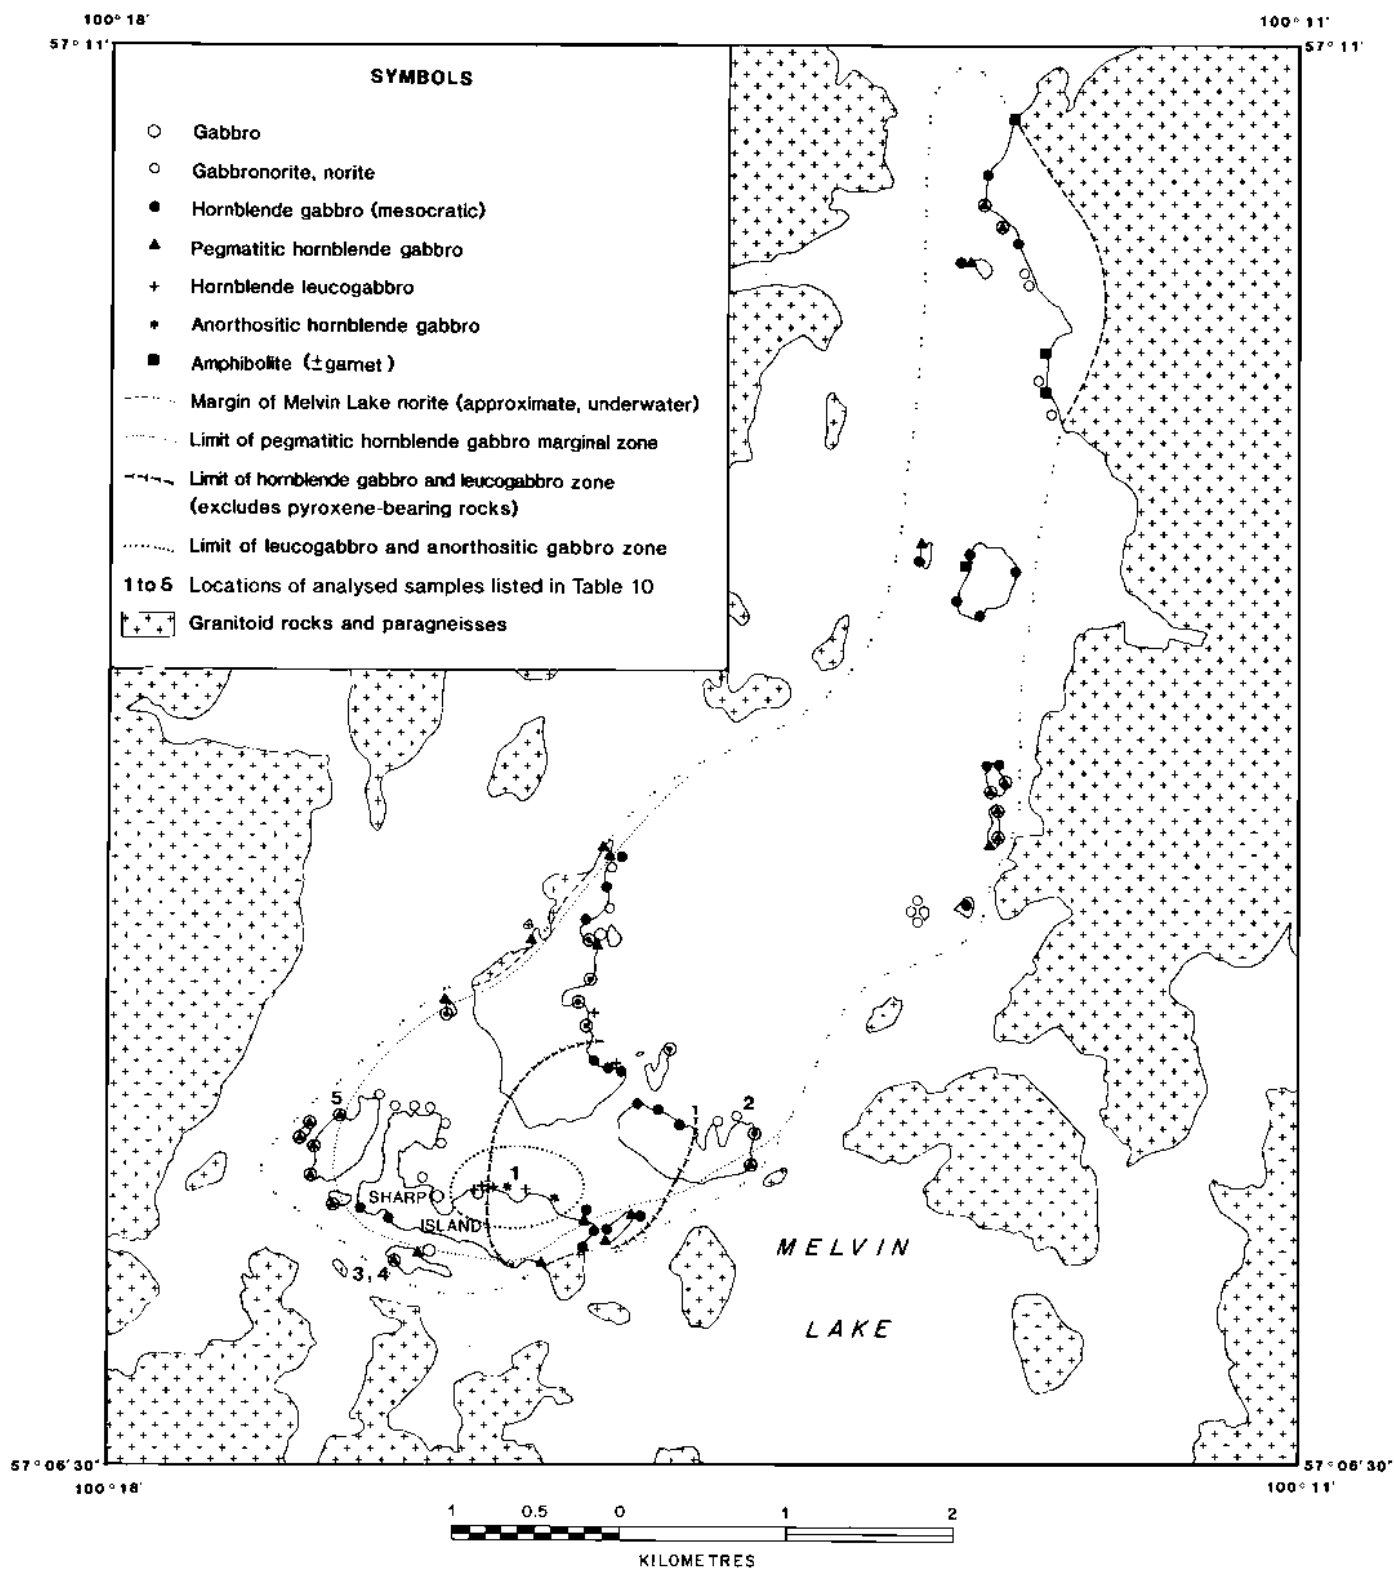 100° 18'
100° 11'
57° 11'
57° 11'
SYMBOLS
Gabbro
Gabbronorite, norite
Hornblende gabbro (mesocratic)
Pegmatitic hornblende gabbro
Hornblende leucogabbro
Anorthositic hornblende gabbro
Amphibolite (±garnet)
Margin of Melvin Lake norite (approximate, underwater)
Limit of pegmatitic hornblende gabbro marginal zone
Limit of hornblende gabbro and leucogabbro zone
(excludes pyroxene-bearing rocks)
Limit of leucogabbro and anorthositic gabbro zone
1 to 5 Locations of analysed samples listed in Table 10
Granitoid rocks and paragneisses
5
2
1
SHARP
ISLAND
3, 4
MELVIN
LAKE
57° 06' 30"
57° 06' 30"
100° 18'
100° 11'
1 0.5 0 1 2
KILOMETRES